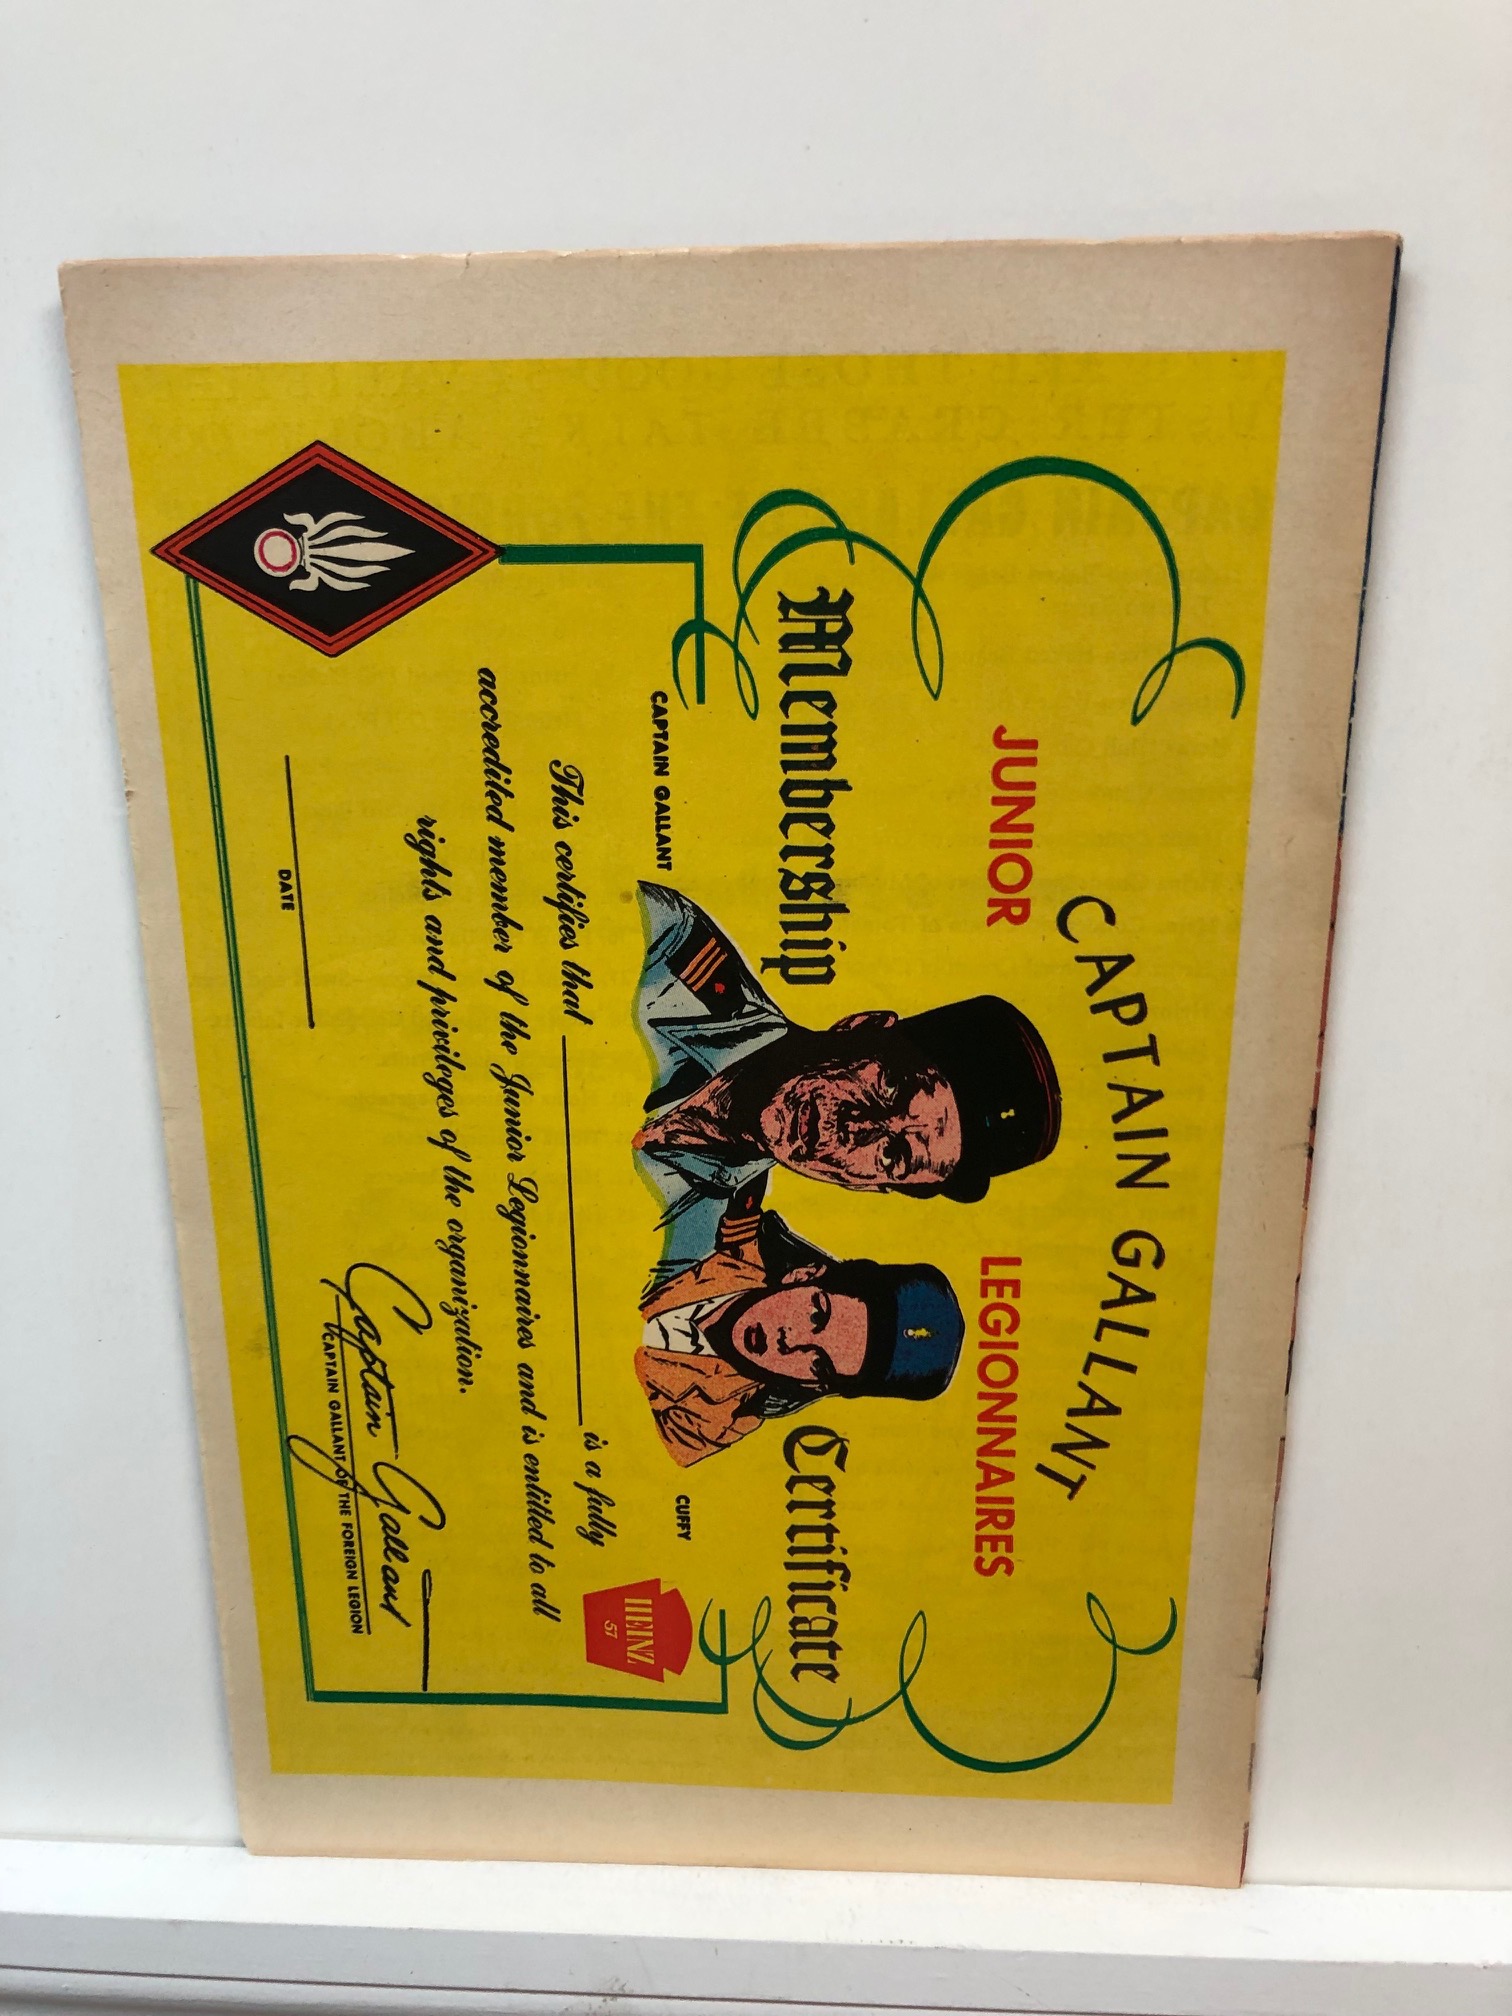 CAPTAIN GALLANT
JUNIOR LEGIONNAIRES
Membership Certificate
CAPTAIN GALLANT
CUFFY
HEINZ
57
This certifies that is a fully
accredited member of the Junior Legionnaires and is entitled to all
rights and privileges of the organization.
Captain Gallant
DATE
CAPTAIN GALLANT OF THE FOREIGN LEGION